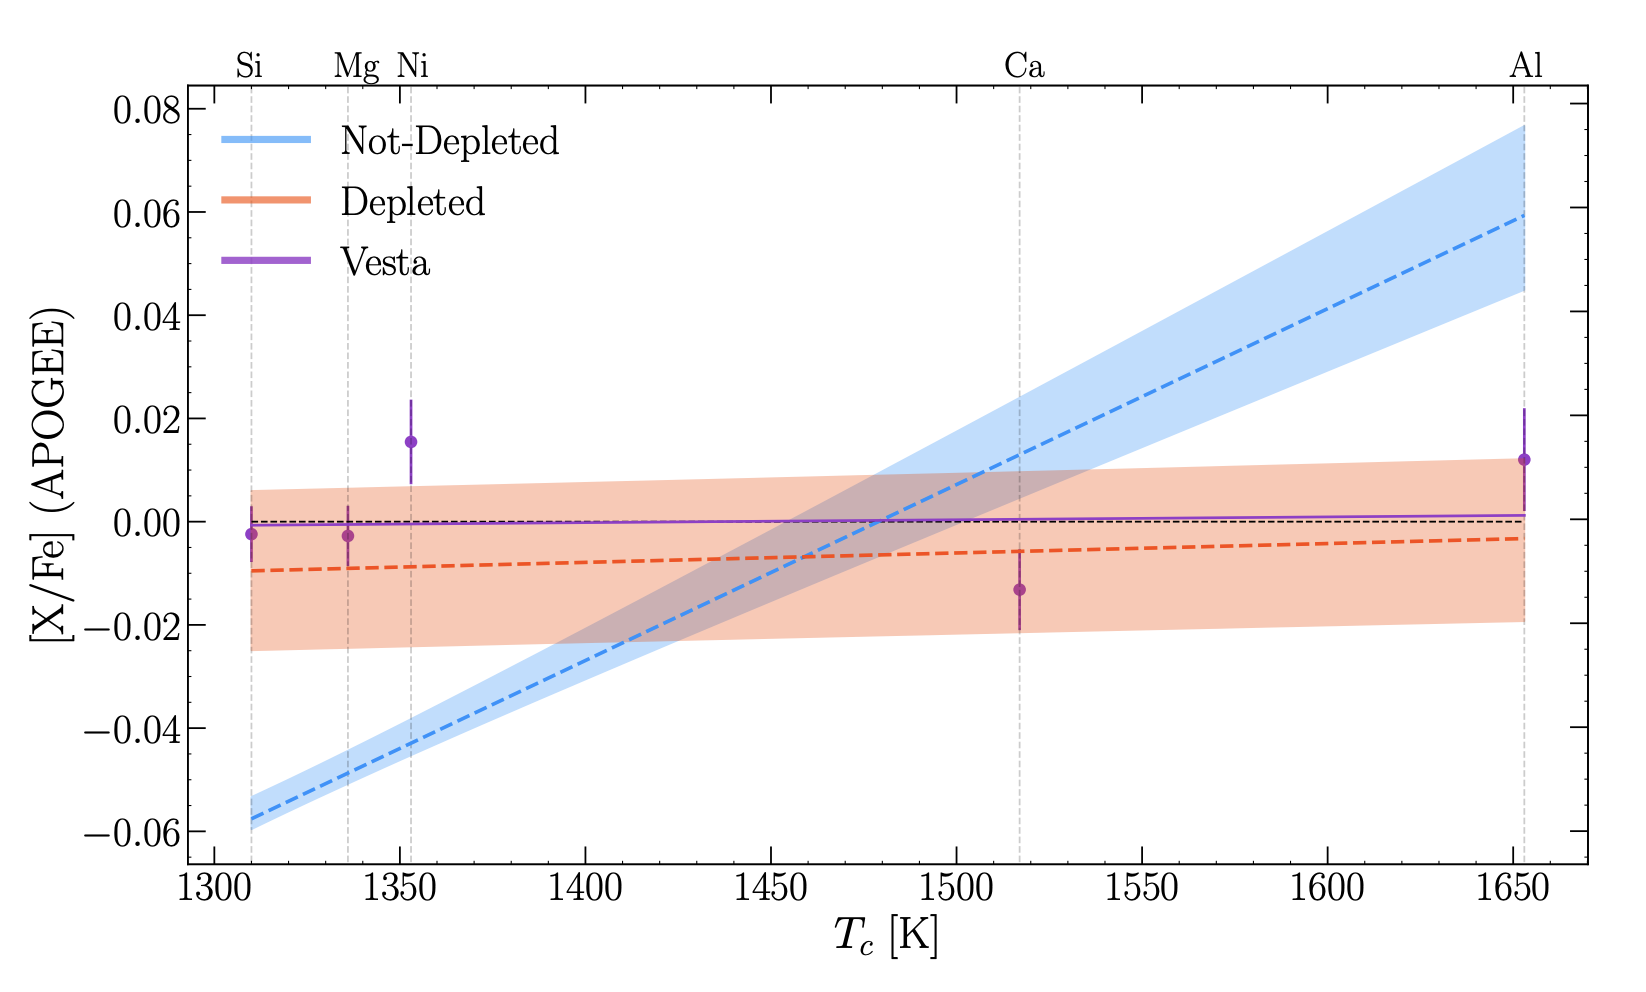 Si Mg Ni Ca Al
0.08
0.06
0.04
0.02
0.00
−0.02
−0.04
−0.06
Not-Depleted
Depleted
Vesta
[X/Fe] (APOGEE)
1300 1350 1400 1450 1500 1550 1600 1650
T_c [K]